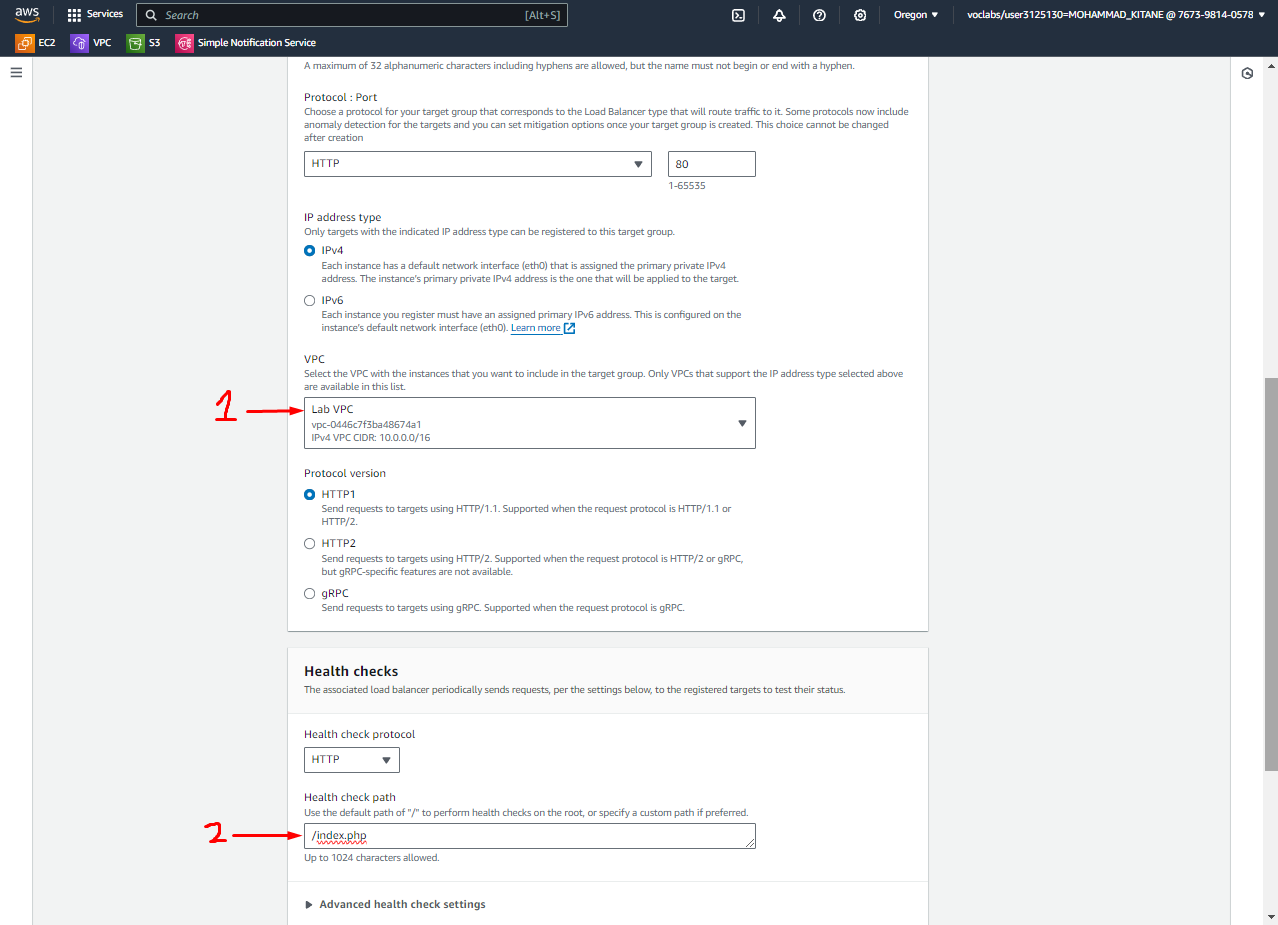 aws
Services
Search
[Alt+S]
Oregon
voclabs/user3125130=MOHAMMAD_KITANE @ 7673-9814-0578
EC2
VPC
S3
Simple Notification Service
A maximum of 32 alphanumeric characters including hyphens are allowed, but the name must not begin or end with a hyphen.
Protocol : Port
Choose a protocol for your target group that corresponds to the Load Balancer type that will route traffic to it. Some protocols now include
anomaly detection for the targets and you can set mitigation options once your target group is created. This choice cannot be changed
after creation
HTTP
80
1-65535
IP address type
Only targets with the indicated IP address type can be registered to this target group.
IPv4
Each instance has a default network interface (eth0) that is assigned the primary private IPv4
address. The instance's primary private IPv4 address is the one that will be applied to the target.
IPv6
Each instance you register must have an assigned primary IPv6 address. This is configured on the
instance's default network interface (eth0). Learn more
VPC
Select the VPC with the instances that you want to include in the target group. Only VPCs that support the IP address type selected above
are available in this list.
1
Lab VPC
vpc-0446c7f3ba48674a1
IPv4 VPC CIDR: 10.0.0.0/16
Protocol version
HTTP1
Send requests to targets using HTTP/1.1. Supported when the request protocol is HTTP/1.1 or
HTTP/2.
HTTP2
Send requests to targets using HTTP/2. Supported when the request protocol is HTTP/2 or gRPC,
but gRPC-specific features are not available.
gRPC
Send requests to targets using gRPC. Supported when the request protocol is gRPC.
Health checks
The associated load balancer periodically sends requests, per the settings below, to the registered targets to test their status.
Health check protocol
HTTP
Health check path
Use the default path of "/" to perform health checks on the root, or specify a custom path if preferred.
2
/index.php
Up to 1024 characters allowed.
Advanced health check settings